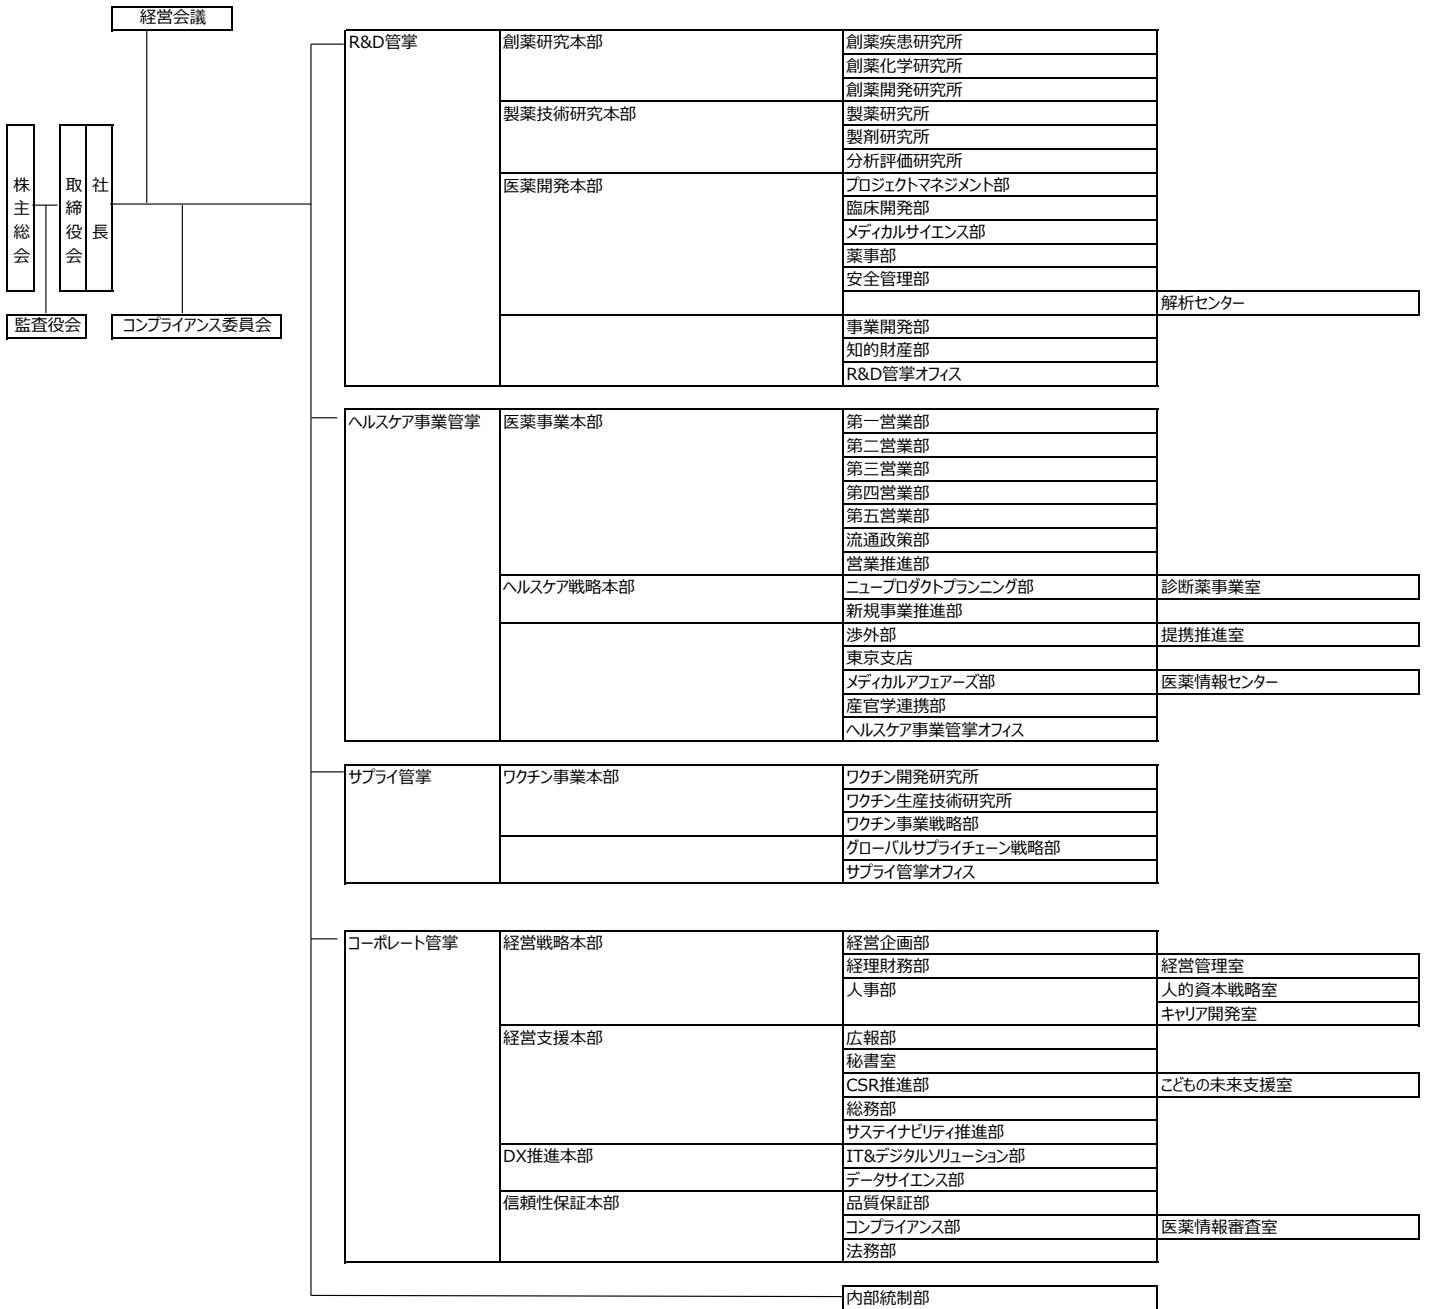 経営会議
株主総会
取締役会
社長
監査役会
コンプライアンス委員会
R&D管掌
創薬研究本部
創薬疾患研究所
創薬化学研究所
創薬開発研究所
製薬技術研究本部
製薬研究所
製剤研究所
分析評価研究所
医薬開発本部
プロジェクトマネジメント部
臨床開発部
メディカルサイエンス部
薬事部
安全管理部
解析センター
事業開発部
知的財産部
R&D管掌オフィス
ヘルスケア事業管掌
医薬事業本部
第一営業部
第二営業部
第三営業部
第四営業部
第五営業部
流通政策部
営業推進部
ヘルスケア戦略本部
ニュープロダクトプランニング部
診断薬事業室
新規事業推進部
渉外部
提携推進室
東京支店
メディカルアフェアーズ部
医薬情報センター
産官学連携部
ヘルスケア事業管掌オフィス
サプライ管掌
ワクチン事業本部
ワクチン開発研究所
ワクチン生産技術研究所
ワクチン事業戦略部
グローバルサプライチェーン戦略部
サプライ管掌オフィス
コーポレート管掌
経営戦略本部
経営企画部
経理財務部
経営管理室
人事部
人的資本戦略室
キャリア開発室
経営支援本部
広報部
秘書室
CSR推進部
こどもの未来支援室
総務部
サステイナビリティ推進部
DX推進本部
IT&デジタルソリューション部
データサイエンス部
信頼性保証本部
品質保証部
コンプライアンス部
医薬情報審査室
法務部
内部統制部